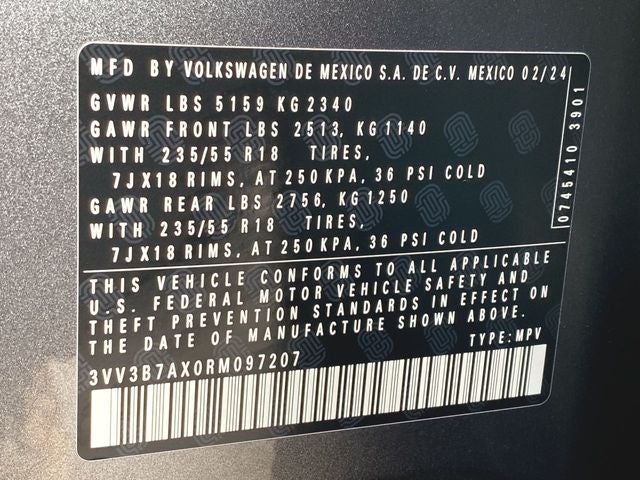 MFD BY VOLKSWAGEN DE MEXICO S.A. DE C.V. MEXICO 02/24
GVWR LBS 5159 KG 2340
GAWR FRONT LBS 2513, KG 1140
WITH 235/55 R18 TIRES,
7JX18 RIMS, AT 250 KPA, 36 PSI COLD
GAWR REAR LBS 2756, KG 1250
WITH 235/55 R18 TIRES,
7JX18 RIMS, AT 250 KPA, 36 PSI COLD
0745410 3901
THIS VEHICLE CONFORMS TO ALL APPLICABLE
U.S. FEDERAL MOTOR VEHICLE SAFETY AND
THEFT PREVENTION STANDARDS IN EFFECT ON
THE DATE OF MANUFACTURE SHOWN ABOVE.
TYPE: MPV
3VV3B7AX0RM097207